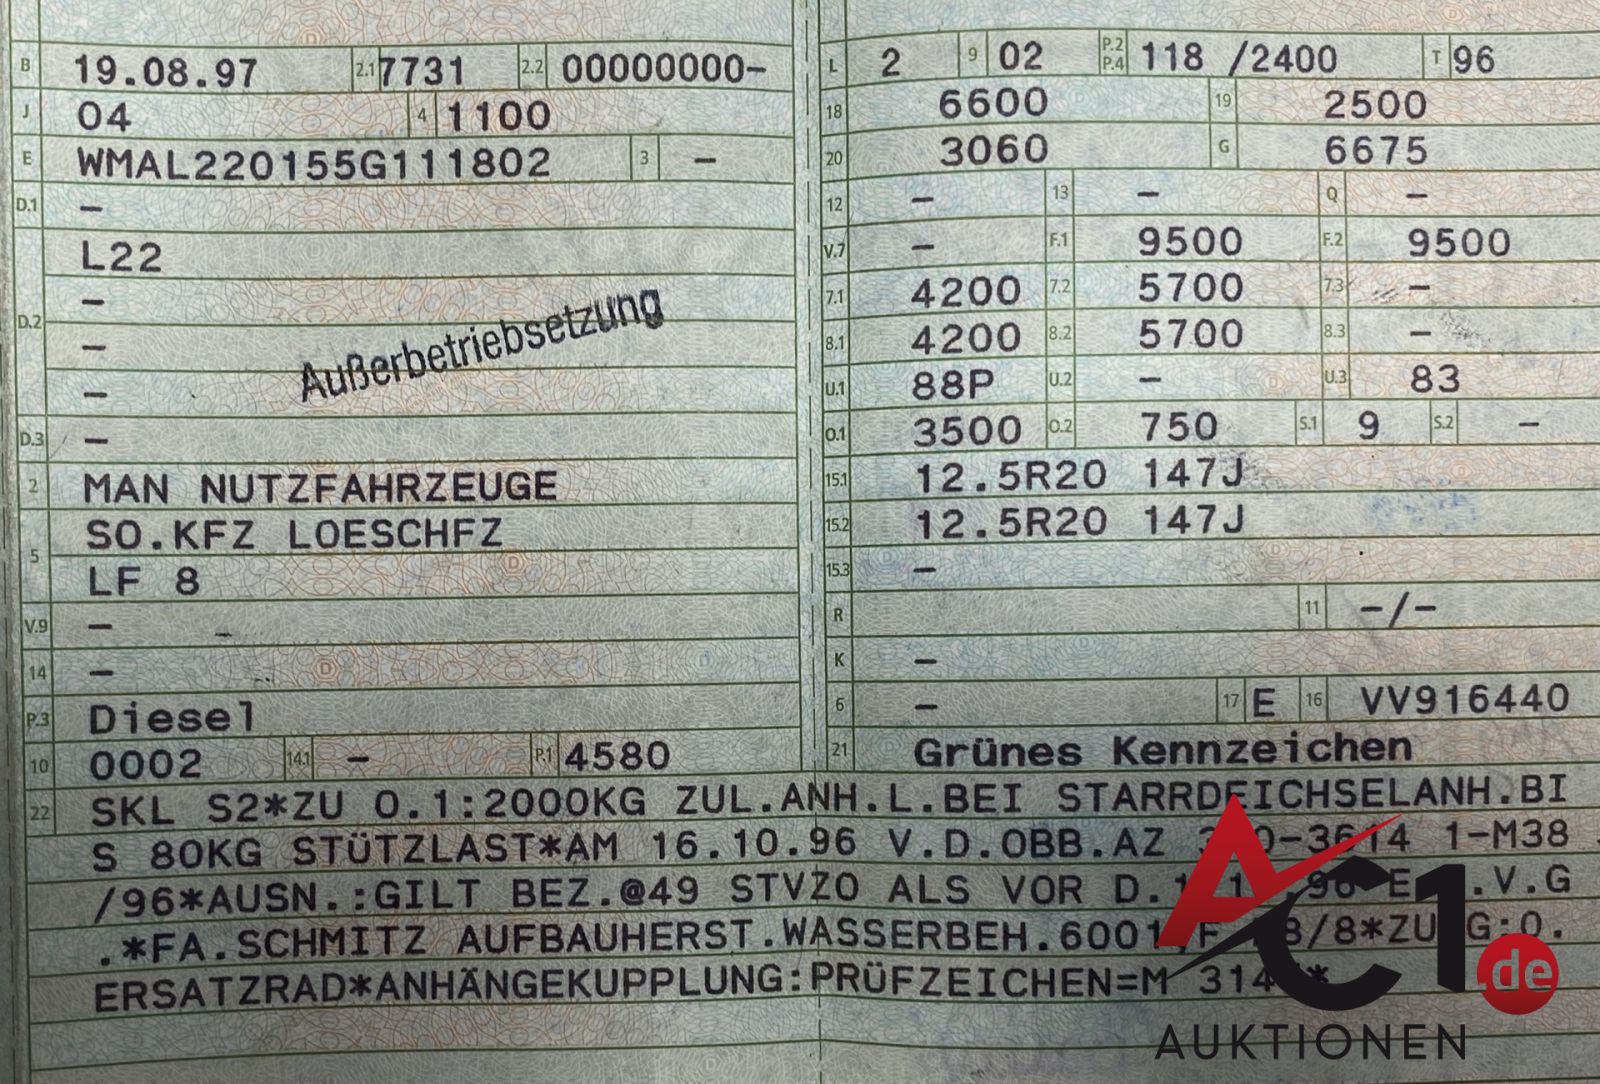 B 19.08.97 2.1 7731 2.2 00000000-
J 04 4 1100
E WMAL220155G111802 3 -
D.1 -
L22
-
D.2
-
-
Außerbetriebsetzung
D.3 -
2 MAN NUTZFAHRZEUGE
SO.KFZ LOESCHFZ
5
LF 8
V.9 -
14 -
P.3 Diesel
10 0002 14.1 - P.1 4580
L 2 9 02 P.2 P.4 118 /2400 T 96
18 6600 19 2500
20 3060 G 6675
12 - 13 - Q -
V.7 - F.1 9500 F.2 9500
7.1 4200 7.2 5700 7.3 -
8.1 4200 8.2 5700 8.3 -
U.1 88P U.2 - U.3 83
O.1 3500 O.2 750 S.1 9 S.2 -
15.1 12.5R20 147J
15.2 12.5R20 147J
15.3 -
R 11 -/-
K -
6 - 17 E 16 VV916440
21 Grünes Kennzeichen
22 SKL S2*ZU O.1:2000KG ZUL.ANH.L.BEI STARRDEICHSELANH.BI
S 80KG STÜTZLAST*AM 16.10.96 V.D.OBB.AZ 1-M38
/96*AUSN.:GILT BEZ.@49 STVZO ALS VOR .V.G
.*FA.SCHMITZ AUFBAUHERST.WASSERBEH. 8/8*ZU G:O.
ERSATZRAD*ANHÄNGEKUPPLUNG:PRÜFZEICHEN=M
AC1.de
AUKTIONEN